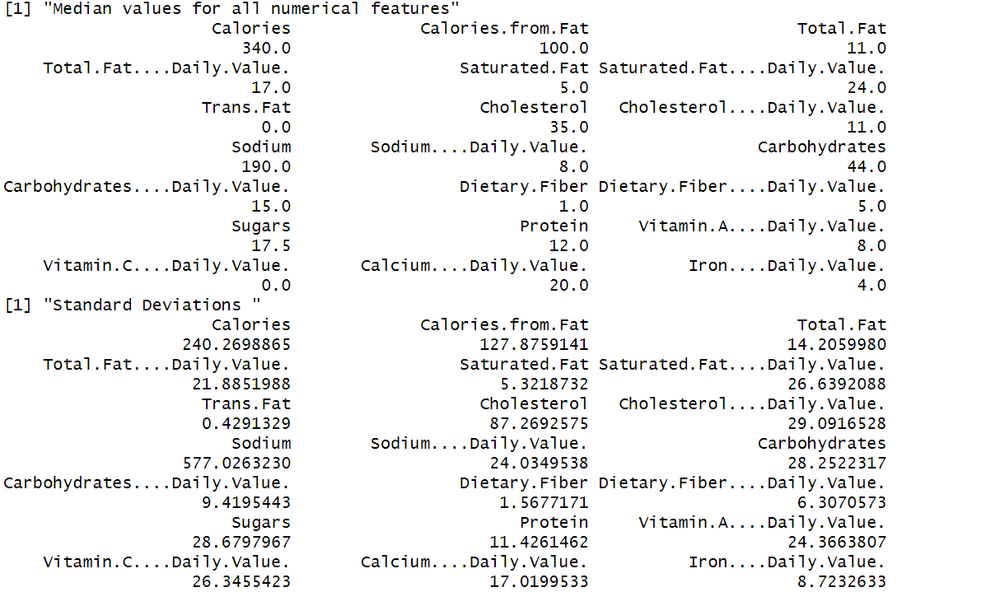 [1] "Median values for all numerical features"
                     Calories             Calories.from.Fat                     Total.Fat
                        340.0                         100.0                          11.0
    Total.Fat....Daily.Value.                 Saturated.Fat Saturated.Fat....Daily.Value.
                         17.0                           5.0                          24.0
                    Trans.Fat                   Cholesterol   Cholesterol....Daily.Value.
                          0.0                          35.0                          11.0
                       Sodium        Sodium....Daily.Value.                 Carbohydrates
                        190.0                           8.0                          44.0
Carbohydrates....Daily.Value.                 Dietary.Fiber Dietary.Fiber....Daily.Value.
                         15.0                           1.0                           5.0
                       Sugars                       Protein     Vitamin.A....Daily.Value.
                         17.5                          12.0                           8.0
    Vitamin.C....Daily.Value.       Calcium....Daily.Value.          Iron....Daily.Value.
                          0.0                          20.0                           4.0
[1] "Standard Deviations "
                     Calories             Calories.from.Fat                     Total.Fat
                  240.2698865                   127.8759141                    14.2059980
    Total.Fat....Daily.Value.                 Saturated.Fat Saturated.Fat....Daily.Value.
                   21.8851988                     5.3218732                    26.6392088
                    Trans.Fat                   Cholesterol   Cholesterol....Daily.Value.
                    0.4291329                    87.2692575                    29.0916528
                       Sodium        Sodium....Daily.Value.                 Carbohydrates
                  577.0263230                    24.0349538                    28.2522317
Carbohydrates....Daily.Value.                 Dietary.Fiber Dietary.Fiber....Daily.Value.
                    9.4195443                     1.5677171                     6.3070573
                       Sugars                       Protein     Vitamin.A....Daily.Value.
                   28.6797967                    11.4261462                    24.3663807
    Vitamin.C....Daily.Value.       Calcium....Daily.Value.          Iron....Daily.Value.
                   26.3455423                    17.0199533                     8.7232633